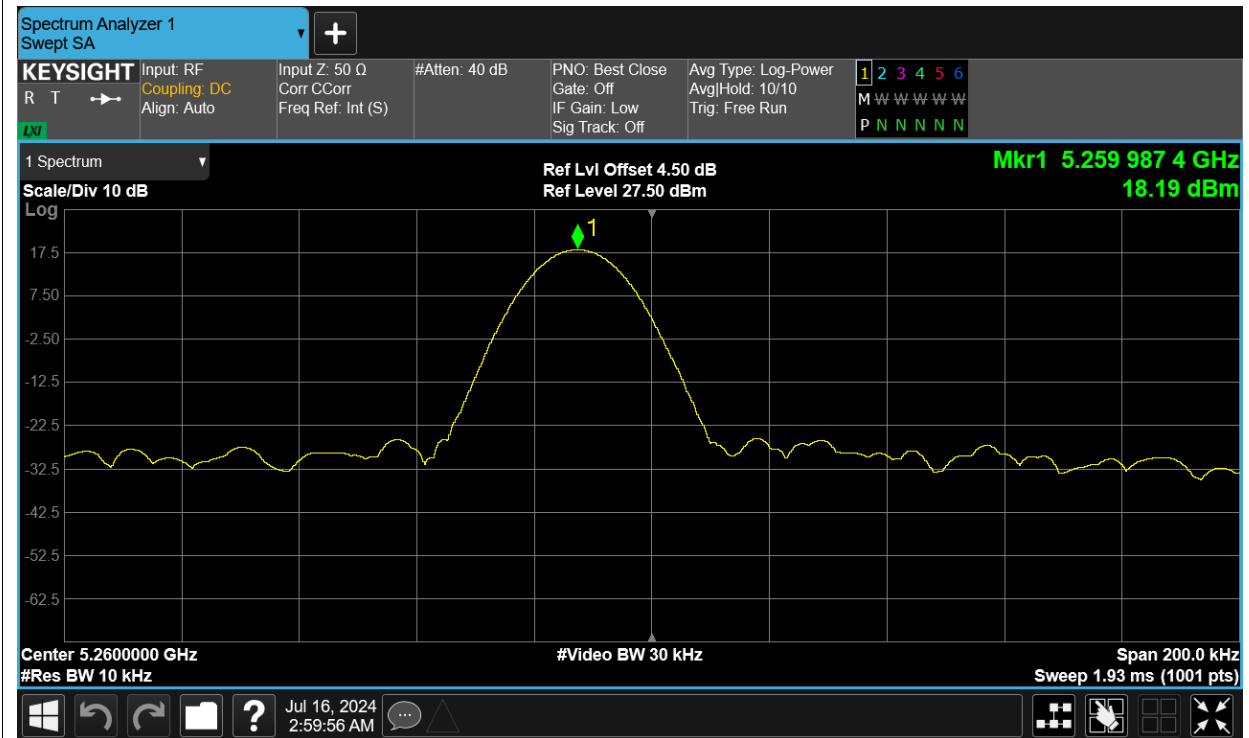 Spectrum Analyzer 1
Swept SA
+
KEYSIGHT
R T
LXI
Input: RF
Coupling: DC
Align: Auto
Input Z: 50 Ω
Corr CCorr
Freq Ref: Int (S)
#Atten: 40 dB
PNO: Best Close
Gate: Off
IF Gain: Low
Sig Track: Off
Avg Type: Log-Power
Avg|Hold: 10/10
Trig: Free Run
1 2 3 4 5 6
M W W W W W
P N N N N N
1 Spectrum
Scale/Div 10 dB
Log
Ref Lvl Offset 4.50 dB
Ref Level 27.50 dBm
Mkr1 5.259 987 4 GHz
18.19 dBm
1
17.5
7.50
-2.50
-12.5
-22.5
-32.5
-42.5
-52.5
-62.5
Center 5.2600000 GHz
#Res BW 10 kHz
#Video BW 30 kHz
Span 200.0 kHz
Sweep 1.93 ms (1001 pts)
?
Jul 16, 2024
2:59:56 AM